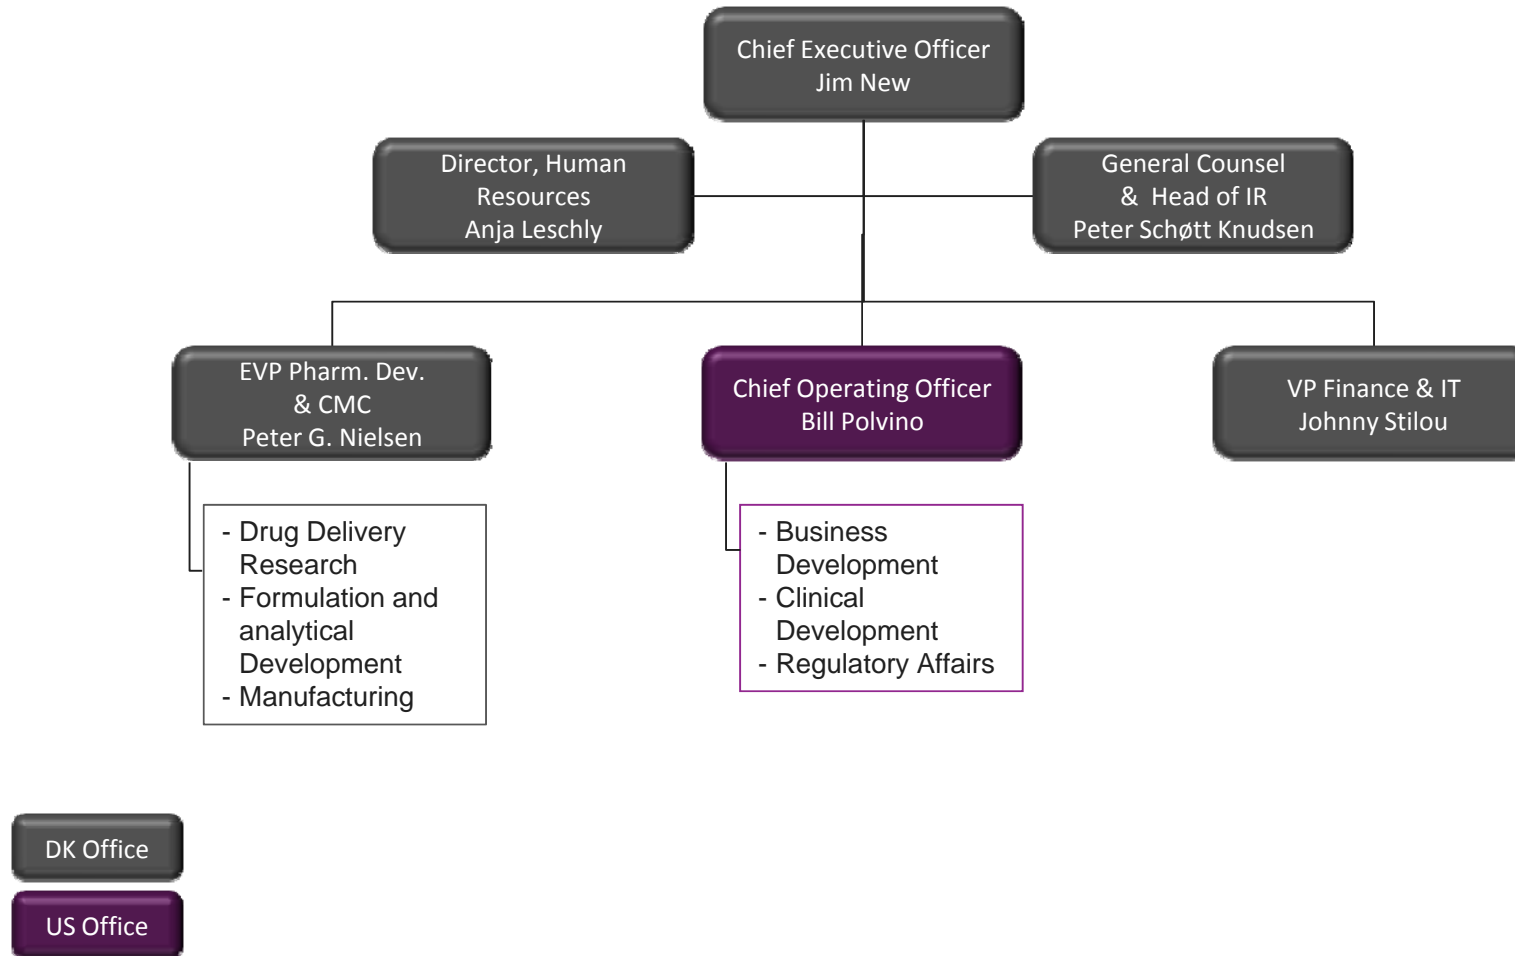 Chief Executive Officer
Jim New
Director, Human
Resources
Anja Leschly
General Counsel
& Head of IR
Peter Schøtt Knudsen
EVP Pharm. Dev.
& CMC
Peter G. Nielsen
Chief Operating Officer
Bill Polvino
VP Finance & IT
Johnny Stilou
- Drug Delivery
Research
- Formulation and
analytical
Development
- Manufacturing
- Business
Development
- Clinical
Development
- Regulatory Affairs
DK Office
US Office